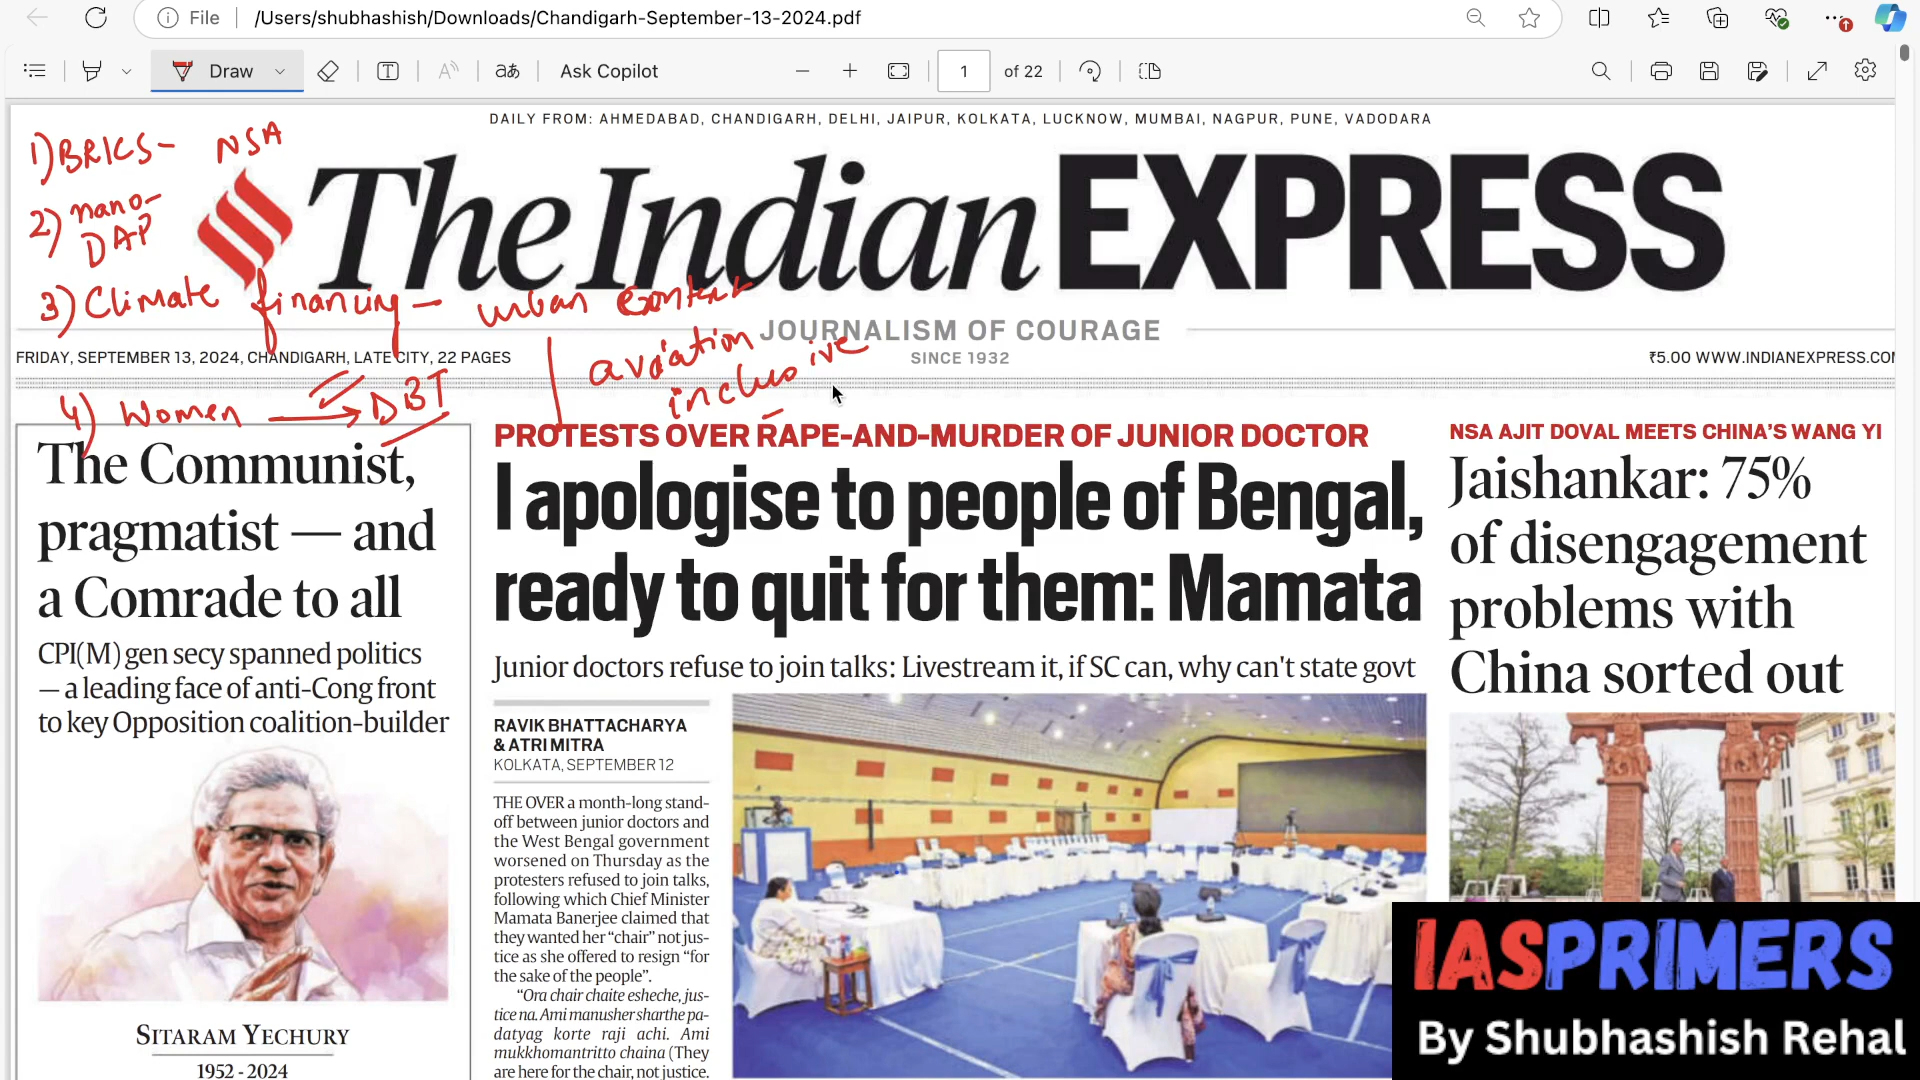 File
/Users/shubhashish/Downloads/Chandigarh-September-13-2024.pdf
Draw
T
aあ
Ask Copilot
1
of 22
DAILY FROM: AHMEDABAD, CHANDIGARH, DELHI, JAIPUR, KOLKATA, LUCKNOW, MUMBAI, NAGPUR, PUNE, VADODARA
1) BRICS - NSA
2) nano-
DAP
The Indian EXPRESS
3) Climate financing - urban context
aviation
inclusive
4) Women → DBT
JOURNALISM OF COURAGE
SINCE 1932
FRIDAY, SEPTEMBER 13, 2024, CHANDIGARH, LATE CITY, 22 PAGES
₹5.00 WWW.INDIANEXPRESS.COM
The Communist,
pragmatist — and
a Comrade to all
CPI(M) gen secy spanned politics
— a leading face of anti-Cong front
to key Opposition coalition-builder
SITARAM YECHURY
1952 - 2024
PROTESTS OVER RAPE-AND-MURDER OF JUNIOR DOCTOR
I apologise to people of Bengal,
ready to quit for them: Mamata
Junior doctors refuse to join talks: Livestream it, if SC can, why can't state govt
RAVIK BHATTACHARYA
& ATRI MITRA
KOLKATA, SEPTEMBER 12
THE OVER a month-long stand-
off between junior doctors and
the West Bengal government
worsened on Thursday as the
protesters refused to join talks,
following which Chief Minister
Mamata Banerjee claimed that
they wanted her "chair" not jus-
tice as she offered to resign "for
the sake of the people".
"Ora chair chaite esheche, jus-
tice na. Ami manusher sharthe pa-
datyag korte raji achi. Ami
mukkhomantritto chaina (They
are here for the chair, not justice.
NSA AJIT DOVAL MEETS CHINA'S WANG YI
Jaishankar: 75%
of disengagement
problems with
China sorted out
IASPRIMERS
By Shubhashish Rehal